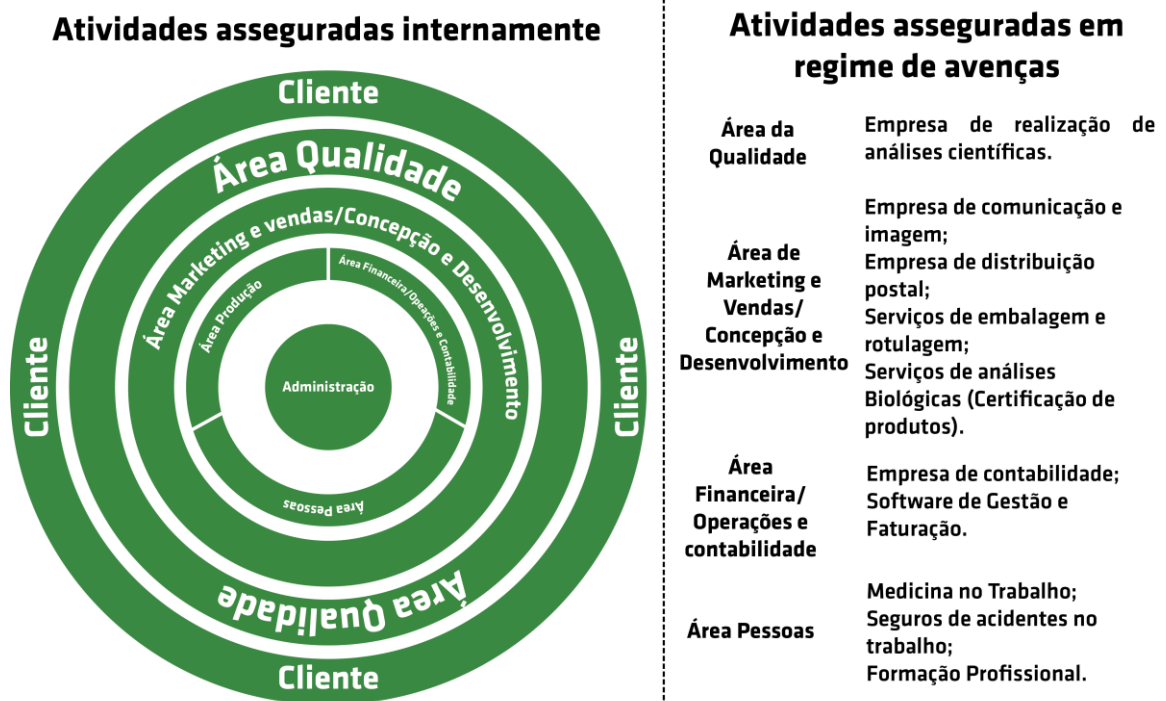 Atividades asseguradas internamente
Cliente
Área Qualidade
Área Marketing e vendas/Concepção e Desenvolvimento
Área Produção
Área Financeira/Opeações e Contabilidade
Administração
Cliente
Cliente
Área Pessoas
Área Qualidade
Cliente
Atividades asseguradas em
regime de avenças
Área da
Qualidade
Empresa de realização de
análises científicas.
Área de
Marketing e
Vendas/
Concepção e
Desenvolvimento
Empresa de comunicação e
imagem;
Empresa de distribuição
postal;
Serviços de embalagem e
rotulagem;
Serviços de análises
Biológicas (Certificação de
produtos).
Área
Financeira/
Operações e
contabilidade
Empresa de contabilidade;
Software de Gestão e
Faturação.
Área Pessoas
Medicina no Trabalho;
Seguros de acidentes no
trabalho;
Formação Profissional.